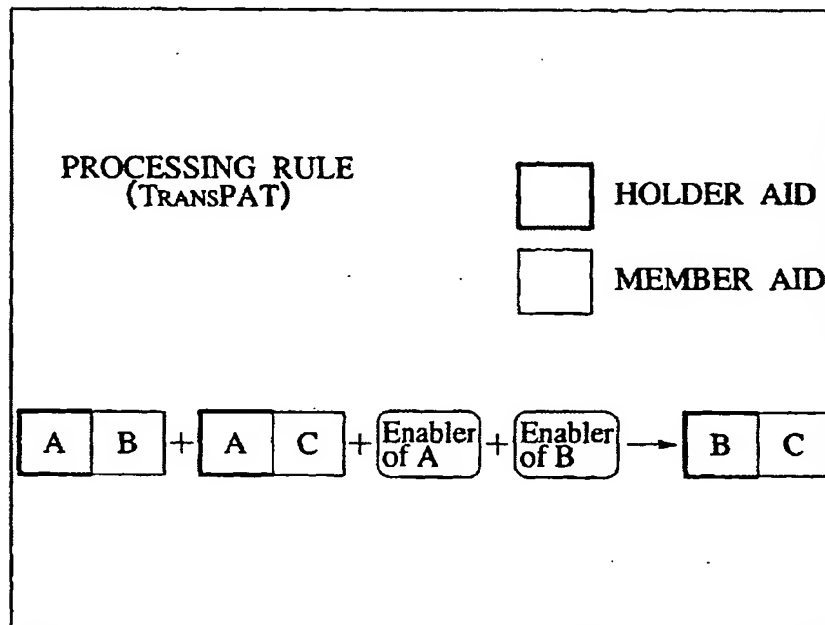 PROCESSING RULE
(TRANSPAT)
HOLDER AID
MEMBER AID
A B + A C + Enabler of A + Enabler of B → B C